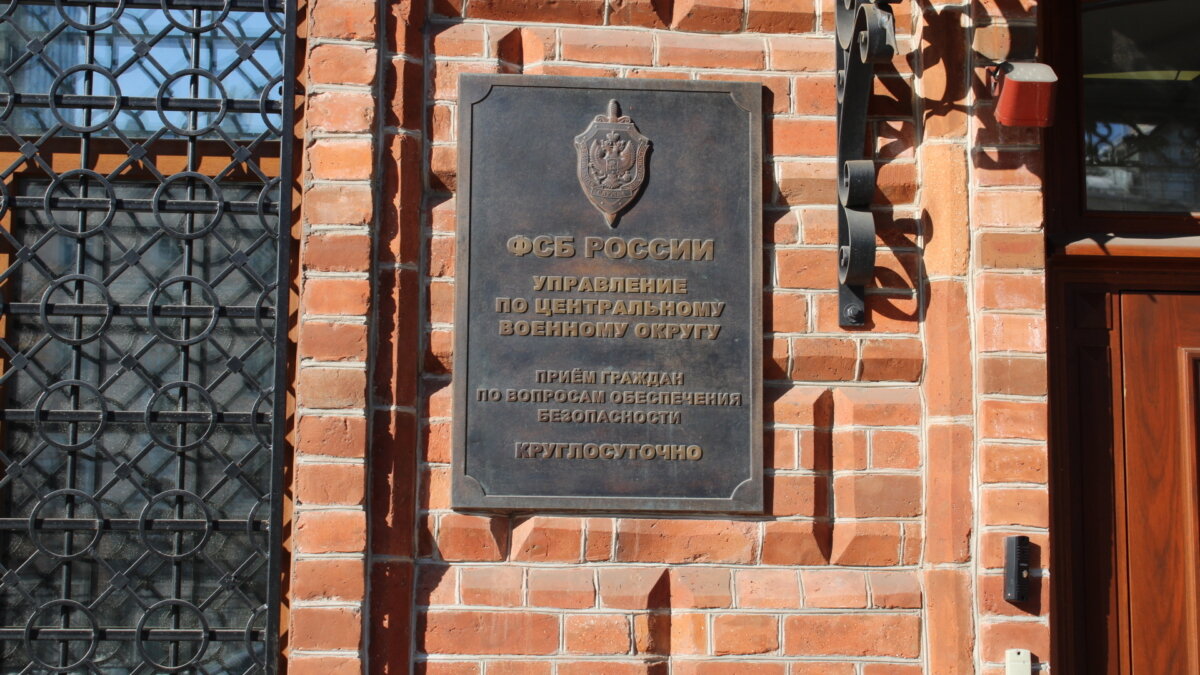 ФСБ РОССИИ
УПРАВЛЕНИЕ
ПО ЦЕНТРАЛЬНОМУ
ВОЕННОМУ ОКРУГУ
ПРИЁМ ГРАЖДАН
ПО ВОПРОСАМ ОБЕСПЕЧЕНИЯ
БЕЗОПАСНОСТИ
КРУГЛОСУТОЧНО